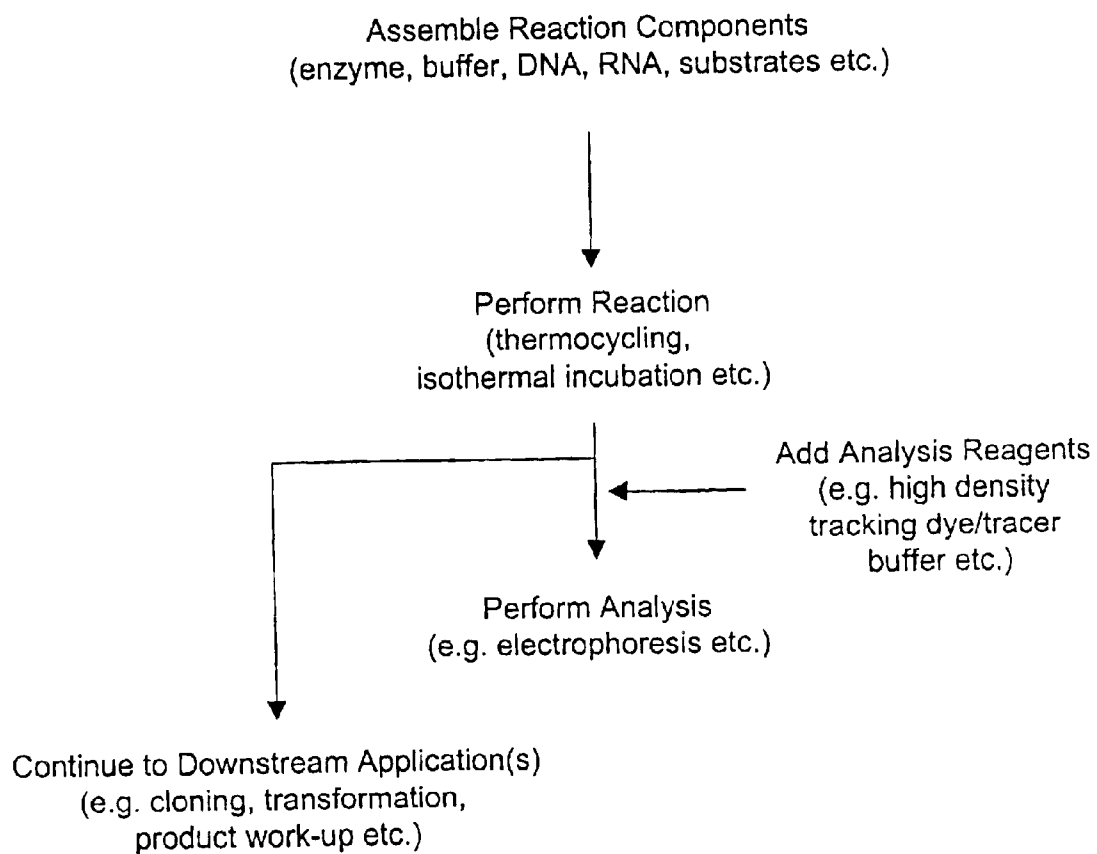 Assemble Reaction Components
(enzyme, buffer, DNA, RNA, substrates etc.)
Perform Reaction
(thermocycling,
isothermal incubation etc.)
Add Analysis Reagents
(e.g. high density
tracking dye/tracer
buffer etc.)
Perform Analysis
(e.g. electrophoresis etc.)
Continue to Downstream Application(s)
(e.g. cloning, transformation,
product work-up etc.)